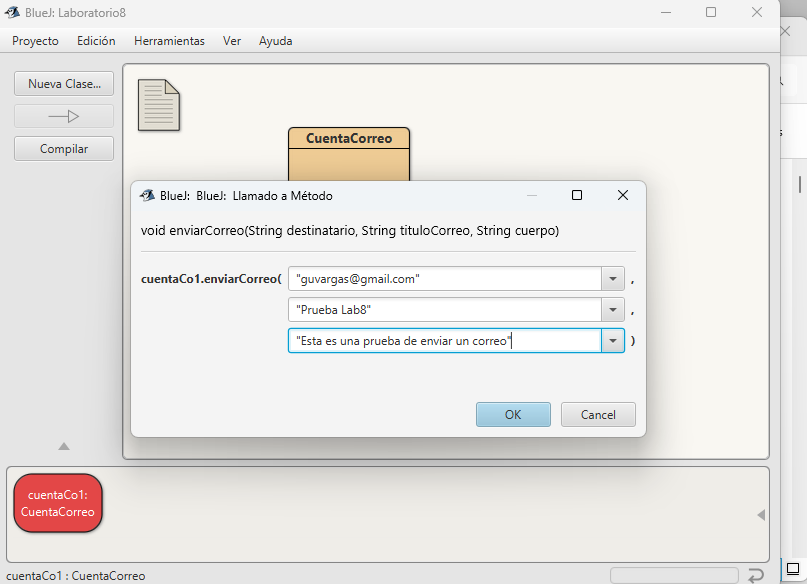 BlueJ: Laboratorio8
Proyecto Edición Herramientas Ver Ayuda
Nueva Clase...
Compilar
CuentaCorreo
BlueJ: BlueJ: Llamado a Método
void enviarCorreo(String destinatario, String tituloCorreo, String cuerpo)
cuentaCo1.enviarCorreo( "guvargas@gmail.com" ,
"Prueba Lab8" ,
"Esta es una prueba de enviar un correo" )
OK Cancel
cuentaCo1:
CuentaCorreo
cuentaCo1 : CuentaCorreo